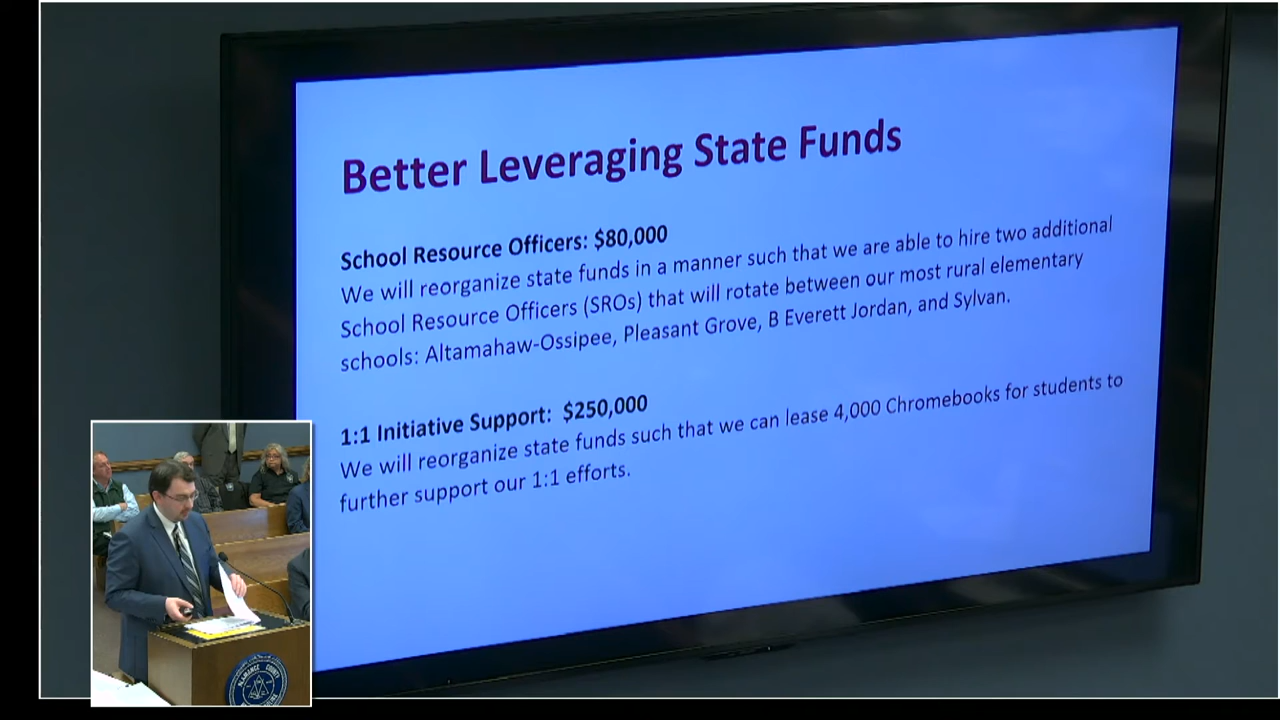 Better Leveraging State Funds
School Resource Officers: $80,000
We will reorganize state funds in a manner such that we are able to hire two additional
School Resource Officers (SROs) that will rotate between our most rural elementary
schools: Altamahaw-Ossipee, Pleasant Grove, B Everett Jordan, and Sylvan.
1:1 Initiative Support: $250,000
We will reorganize state funds such that we can lease 4,000 Chromebooks for students to
further support our 1:1 efforts.
ALAMANCE COUNTY